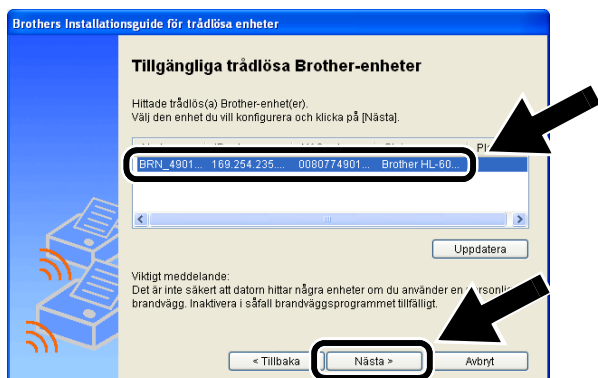 Brothers Installationsguide för trådlösa enheter
Tillgängliga trådlösa Brother-enheter
Hittade trådlös(a) Brother-enhet(er).
Välj den enhet du vill konfigurera och klicka på [Nästa].
BRN_4901... 169.254.235.... 0080774901... Brother HL-60...
Uppdatera
Viktigt meddelande:
Det är inte säkert att datorn hittar några enheter om du använder en
brandvägg. Inaktivera i såfall brandväggsprogrammet tillfälligt.
< Tillbaka Nästa > Avbryt